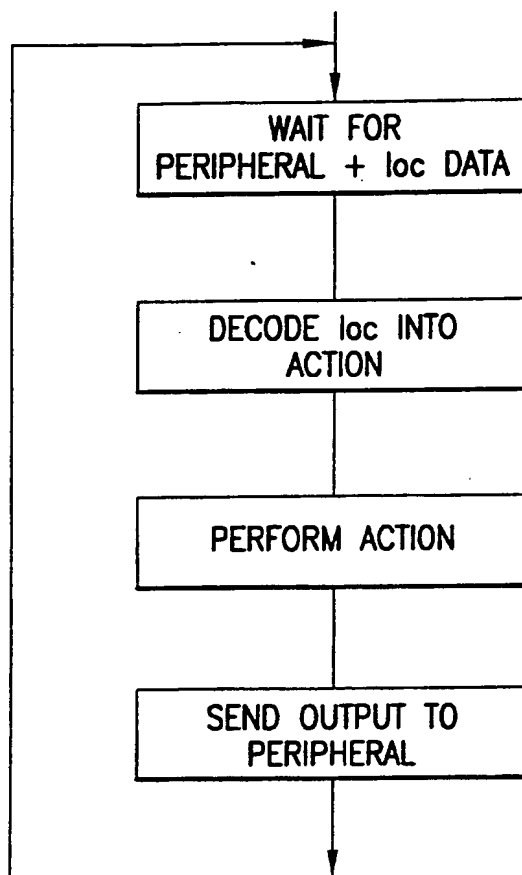 WAIT FOR
PERIPHERAL + loc DATA
DECODE loc INTO
ACTION
PERFORM ACTION
SEND OUTPUT TO
PERIPHERAL